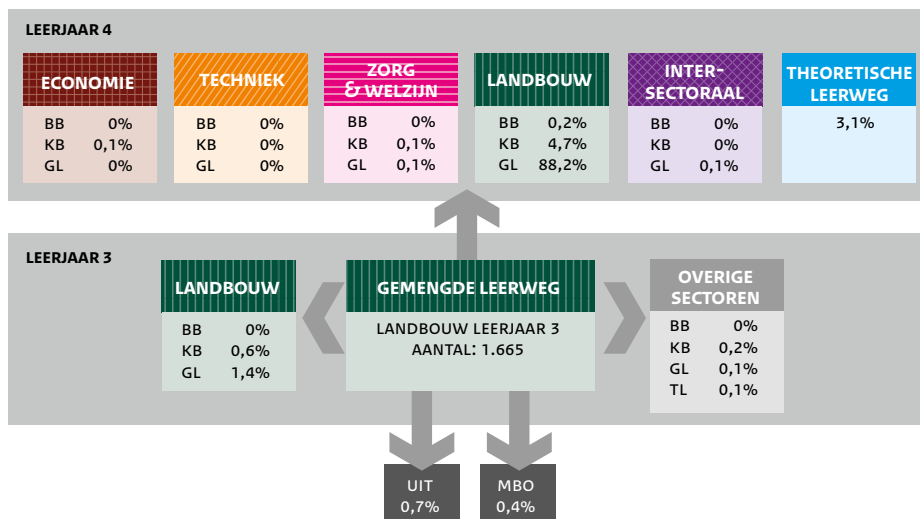 LEERJAAR 4
ECONOMIE
BB 0%
KB 0,1%
GL 0%
TECHNIEK
BB 0%
KB 0%
GL 0%
ZORG
& WELZIJN
BB 0%
KB 0,1%
GL 0,1%
LANDBOUW
BB 0,2%
KB 4,7%
GL 88,2%
INTER-
SECTORAAL
BB 0%
KB 0%
GL 0,1%
THEORETISCHE
LEERWEG
3,1%
LEERJAAR 3
LANDBOUW
BB 0%
KB 0,6%
GL 1,4%
GEMENGDE LEERWEG
LANDBOUW LEERJAAR 3
AANTAL: 1.665
OVERIGE
SECTOREN
BB 0%
KB 0,2%
GL 0,1%
TL 0,1%
UIT
0,7%
MBO
0,4%